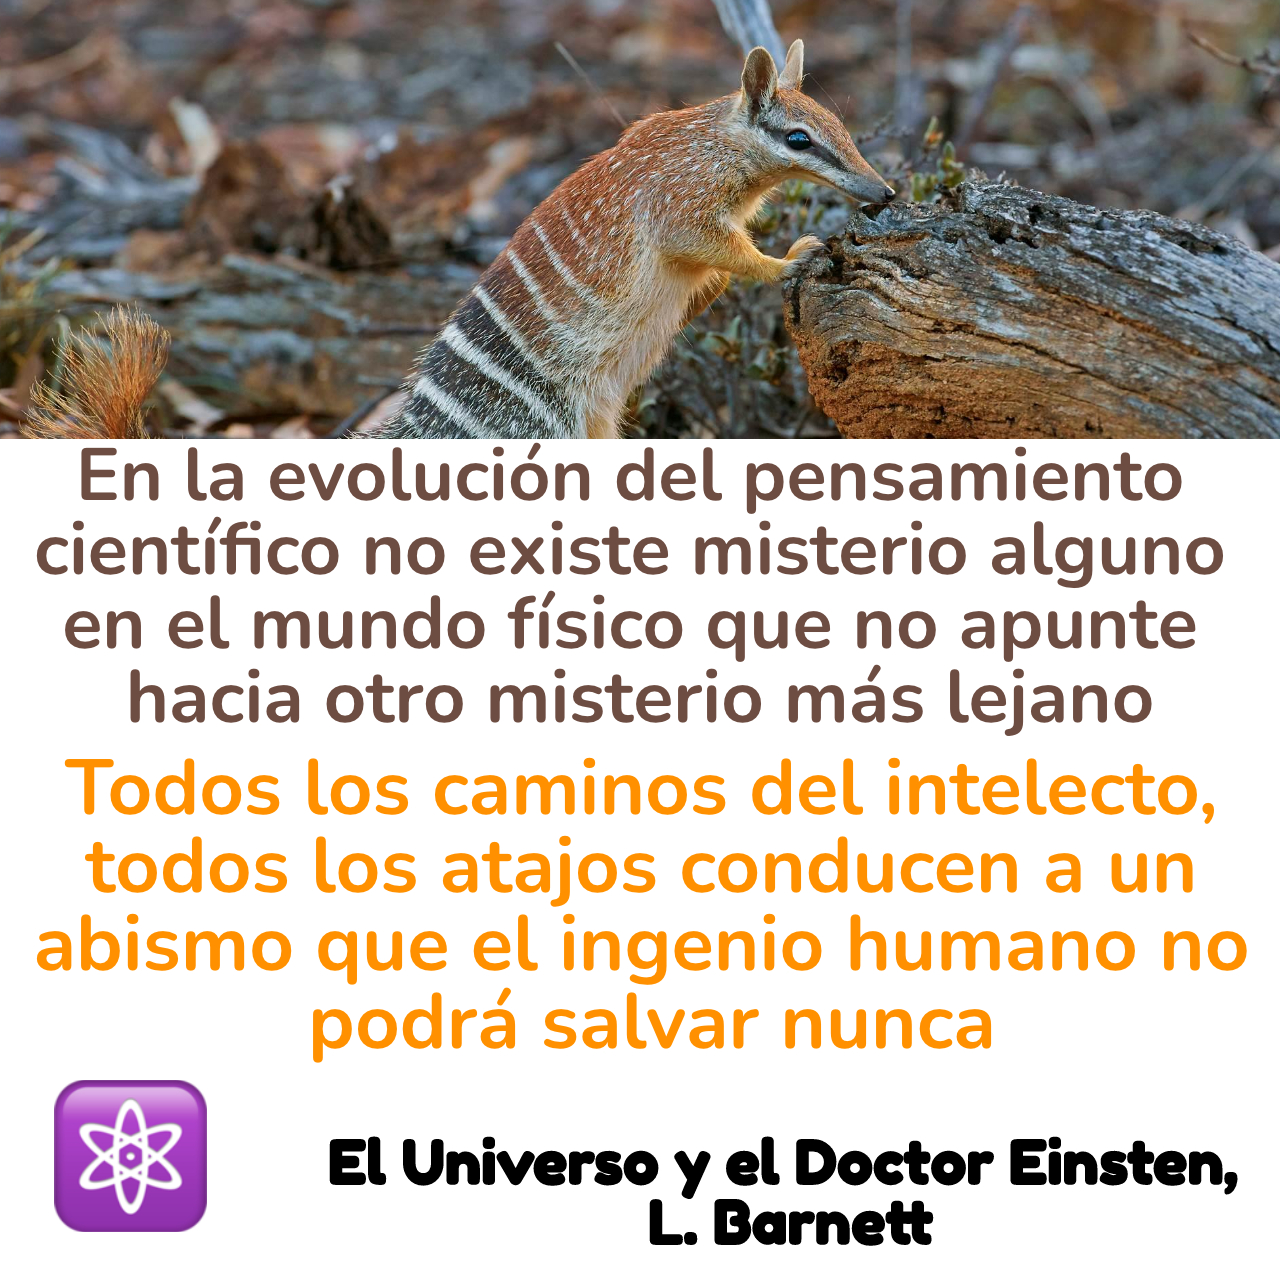 En la evolución del pensamiento
científico no existe misterio alguno
en el mundo físico que no apunte
hacia otro misterio más lejano
Todos los caminos del intelecto,
todos los atajos conducen a un
abismo que el ingenio humano no
podrá salvar nunca
El Universo y el Doctor Einsten,
L. Barnett